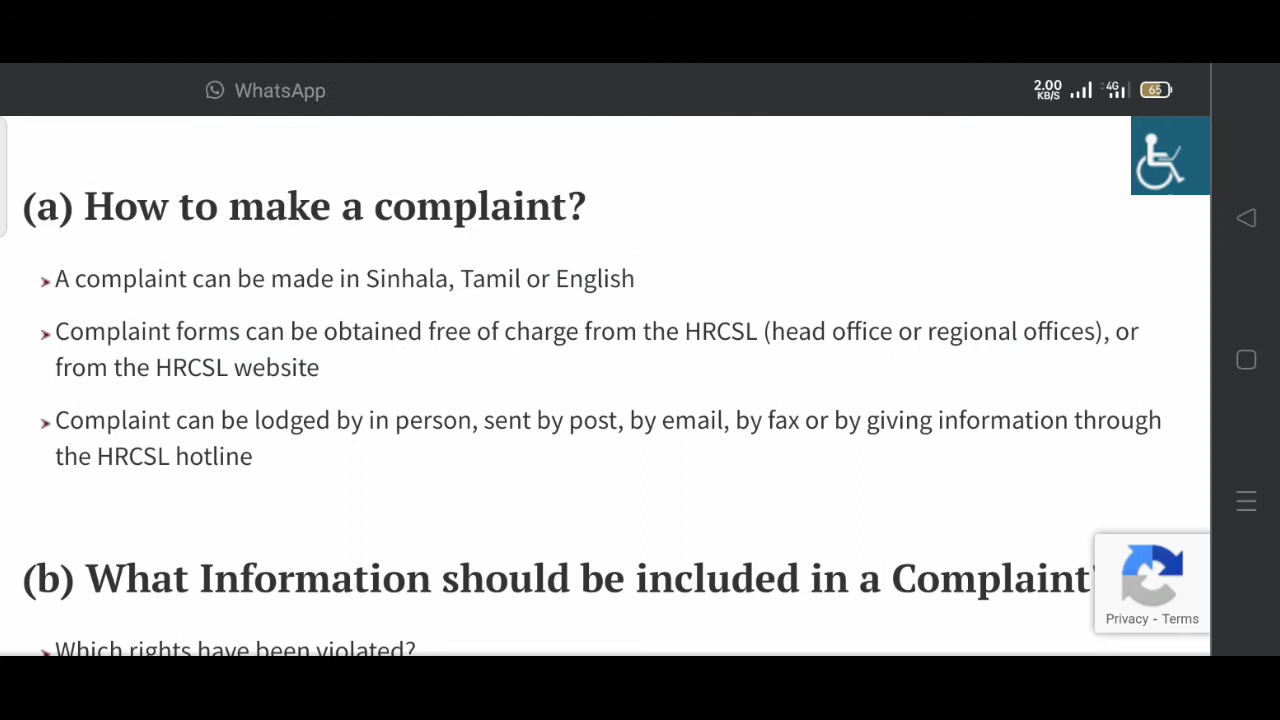 WhatsApp
2.00
KB/S
4G
65
(a) How to make a complaint?
A complaint can be made in Sinhala, Tamil or English
Complaint forms can be obtained free of charge from the HRCSL (head office or regional offices), or
from the HRCSL website
Complaint can be lodged by in person, sent by post, by email, by fax or by giving information through
the HRCSL hotline
(b) What Information should be included in a Complaint
Privacy - Terms
Which rights have been violated?